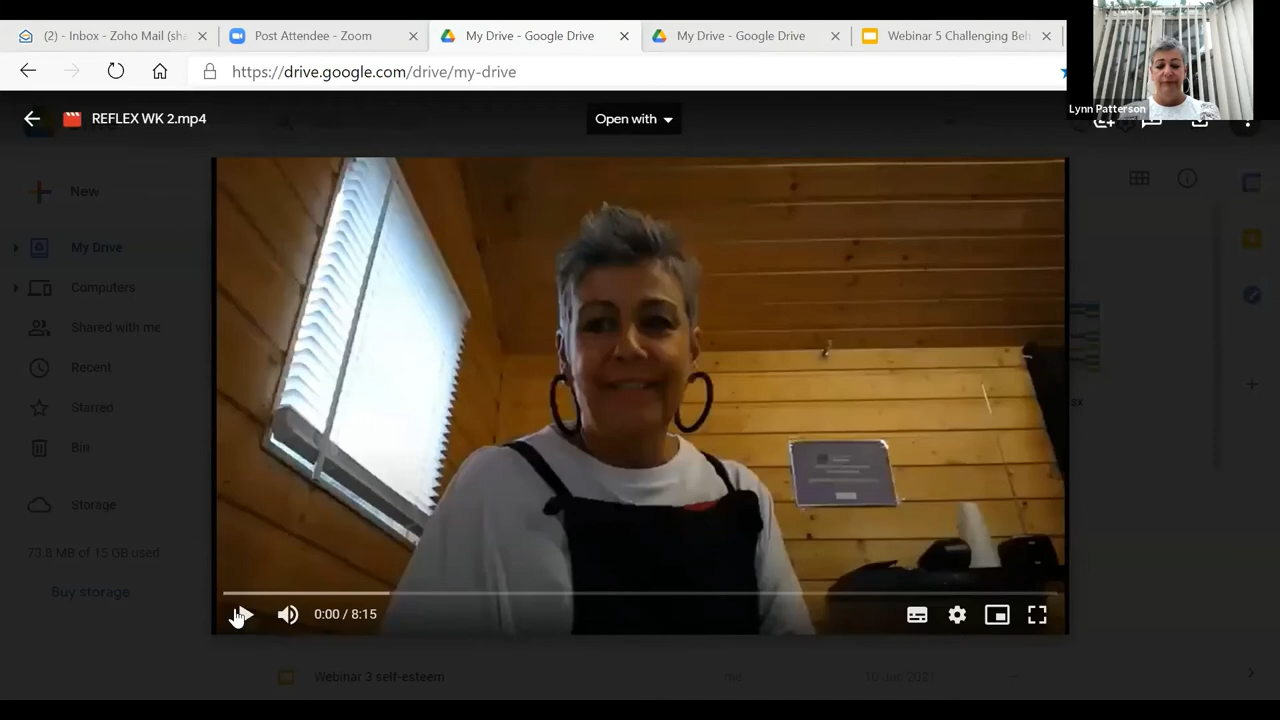 (2) - Inbox - Zoho Mail (sha
Post Attendee - Zoom
My Drive - Google Drive
My Drive - Google Drive
Webinar 5 Challenging Beh
https://drive.google.com/drive/my-drive
Lynn Patterson
REFLEX WK 2.mp4
Open with
New
My Drive
Computers
Shared with me
Recent
Starred
Bin
Storage
73.8 MB of 15 GB used
Buy storage
0:00 / 8:15
Webinar 3 self-esteem
me
10 Jan 2021